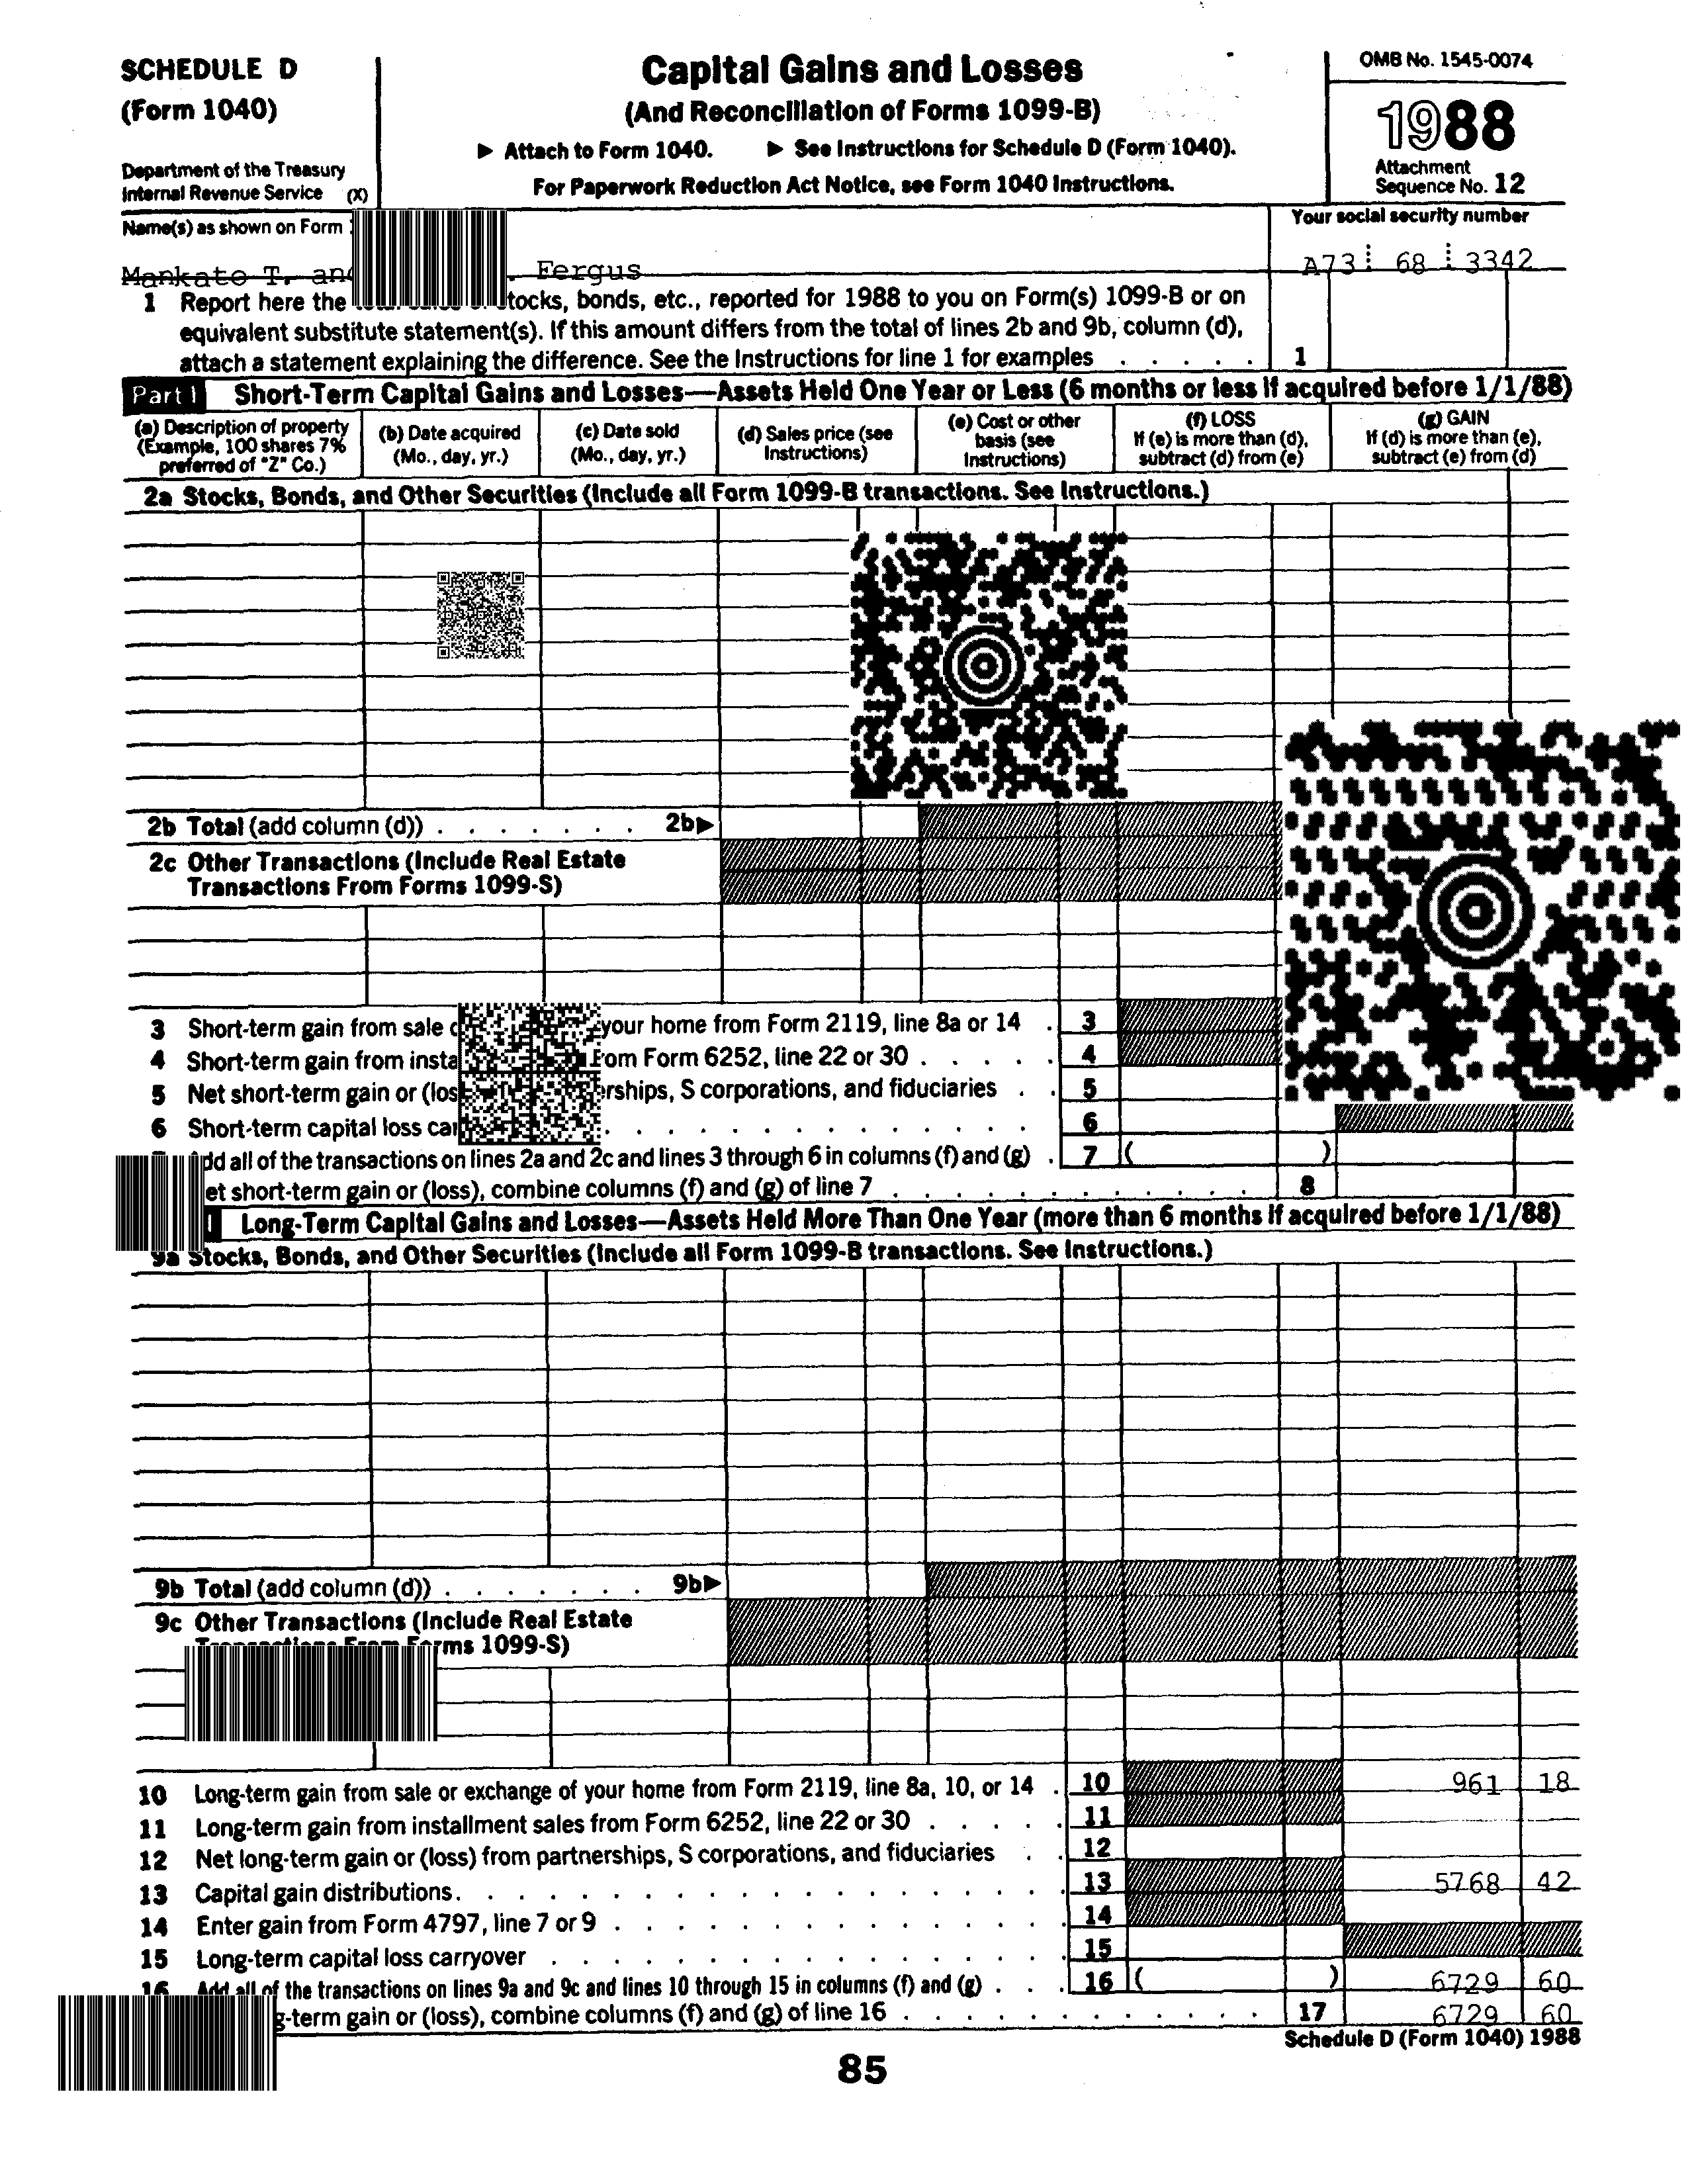 SCHEDULE D
(Form 1040)
Department of the Treasury
Internal Revenue Service (X)
Capital Gains and Losses
(And Reconciliation of Forms 1099-B)
▶ Attach to Form 1040. ▶ See Instructions for Schedule D (Form 1040).
For Paperwork Reduction Act Notice, see Form 1040 Instructions.
OMB No. 1545-0074
1988
Attachment
Sequence No. 12
Name(s) as shown on Form
Mankato T. and Fergus
Your social security number
A73 68 3342
1 Report here the tocks, bonds, etc., reported for 1988 to you on Form(s) 1099-B or on
equivalent substitute statement(s). If this amount differs from the total of lines 2b and 9b, column (d),
attach a statement explaining the difference. See the Instructions for line 1 for examples . . . . . 1
Part I Short-Term Capital Gains and Losses—Assets Held One Year or Less (6 months or less if acquired before 1/1/88)
(a) Description of property
(Example, 100 shares 7%
preferred of "Z" Co.)
(b) Date acquired
(Mo., day, yr.)
(c) Date sold
(Mo., day, yr.)
(d) Sales price (see
Instructions)
(e) Cost or other
basis (see
Instructions)
(f) LOSS
If (e) is more than (d),
subtract (d) from (e)
(g) GAIN
If (d) is more than (e),
subtract (e) from (d)
2a Stocks, Bonds, and Other Securities (Include all Form 1099-B transactions. See Instructions.)
2b Total (add column (d)) . . . . . . . 2b▶
2c Other Transactions (Include Real Estate
Transactions From Forms 1099-S)
3 Short-term gain from sale your home from Form 2119, line 8a or 14 . 3
4 Short-term gain from insta from Form 6252, line 22 or 30 . . . . . 4
5 Net short-term gain or (los erships, S corporations, and fiduciaries . . 5
6 Short-term capital loss car . . . . . . . . . . . . . 6
dd all of the transactions on lines 2a and 2c and lines 3 through 6 in columns (f) and (g) . 7 ( )
et short-term gain or (loss), combine columns (f) and (g) of line 7 . . . . . . . . . . . . 8
Long-Term Capital Gains and Losses—Assets Held More Than One Year (more than 6 months if acquired before 1/1/88)
9a Stocks, Bonds, and Other Securities (Include all Form 1099-B transactions. See Instructions.)
9b Total (add column (d)) . . . . . . . 9b▶
9c Other Transactions (Include Real Estate
Transactions From Forms 1099-S)
10 Long-term gain from sale or exchange of your home from Form 2119, line 8a, 10, or 14 . 10 961 18
11 Long-term gain from installment sales from Form 6252, line 22 or 30 . . . . . 11
12 Net long-term gain or (loss) from partnerships, S corporations, and fiduciaries . . 12
13 Capital gain distributions. . . . . . . . . . . . . . . . . . . 13 5768 42
14 Enter gain from Form 4797, line 7 or 9 . . . . . . . . . . . . . . 14
15 Long-term capital loss carryover . . . . . . . . . . . . . . . 15
16 Add all of the transactions on lines 9a and 9c and lines 10 through 15 in columns (f) and (g) . . . 16 ( ) 6729 60
g-term gain or (loss), combine columns (f) and (g) of line 16 . . . . . . . . . . . . 17 6729 60
Schedule D (Form 1040) 1988
85